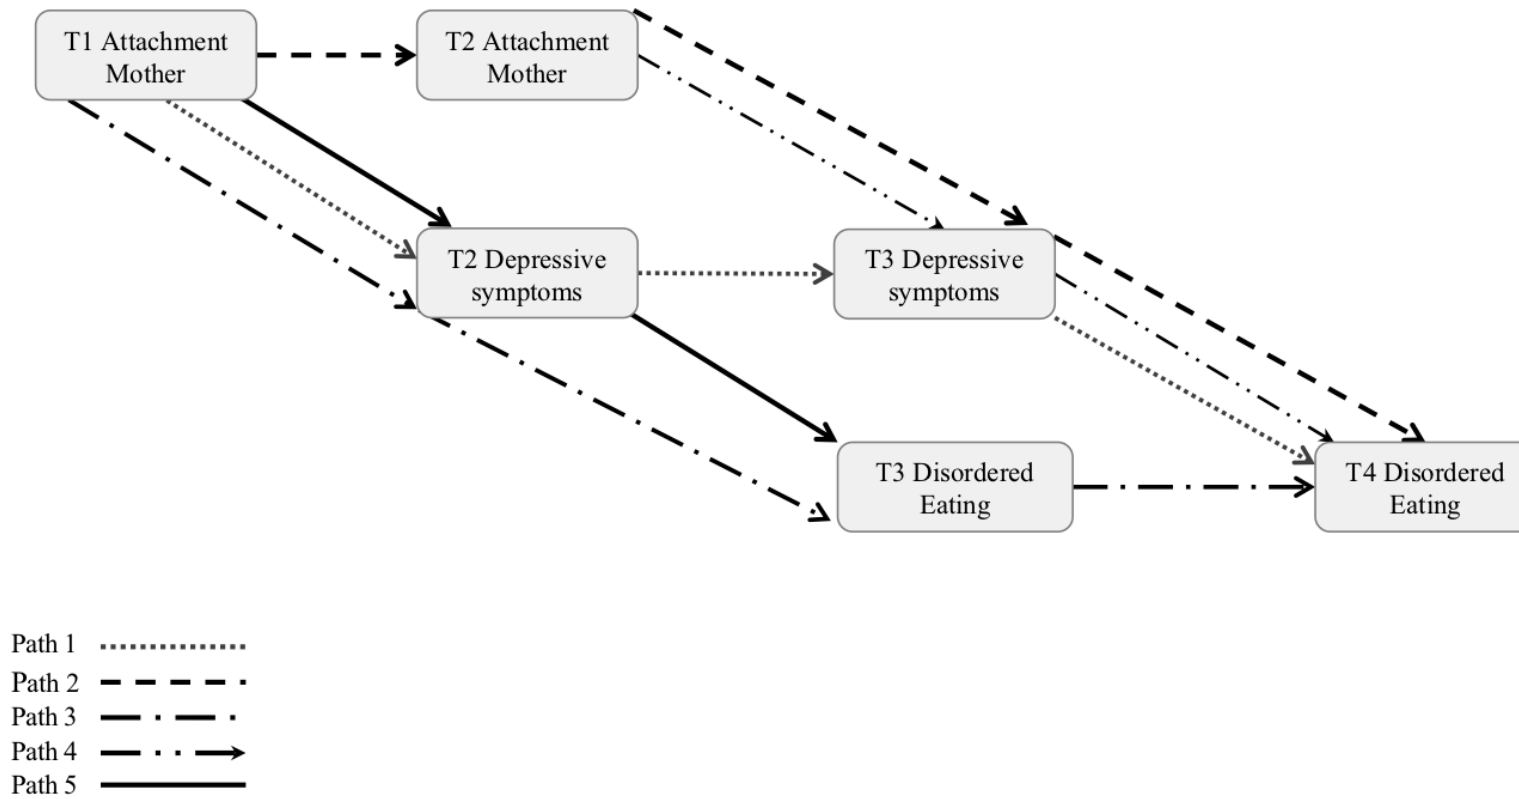 T1 Attachment
Mother
T2 Attachment
Mother
T2 Depressive
symptoms
T3 Depressive
symptoms
T3 Disordered
Eating
T4 Disordered
Eating
Path 1
Path 2
Path 3
Path 4
Path 5